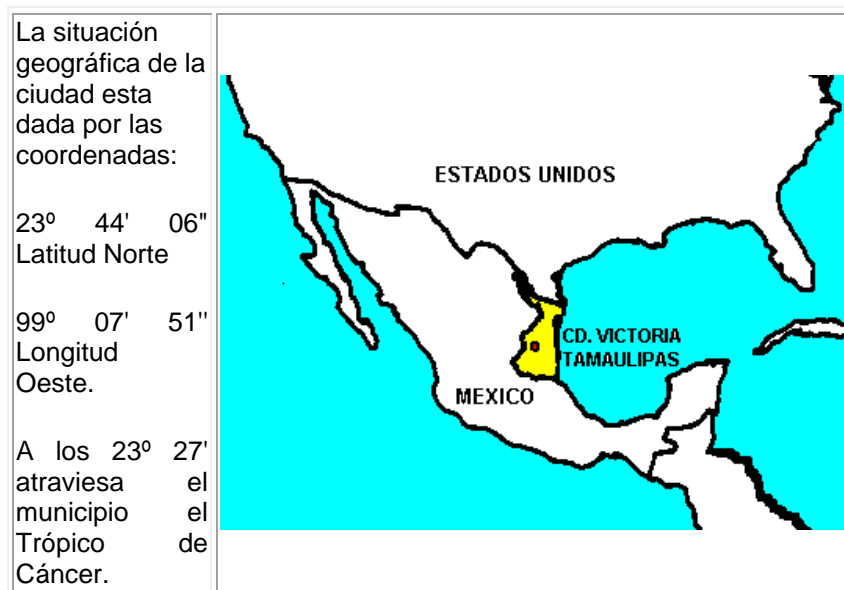 La situación
geográfica de la
ciudad esta
dada por las
coordenadas:
23º 44' 06"
Latitud Norte
99º 07' 51''
Longitud
Oeste.
A los 23º 27'
atraviesa el
municipio el
Trópico de
Cáncer.
ESTADOS UNIDOS
CD. VICTORIA
TAMAULIPAS
MEXICO